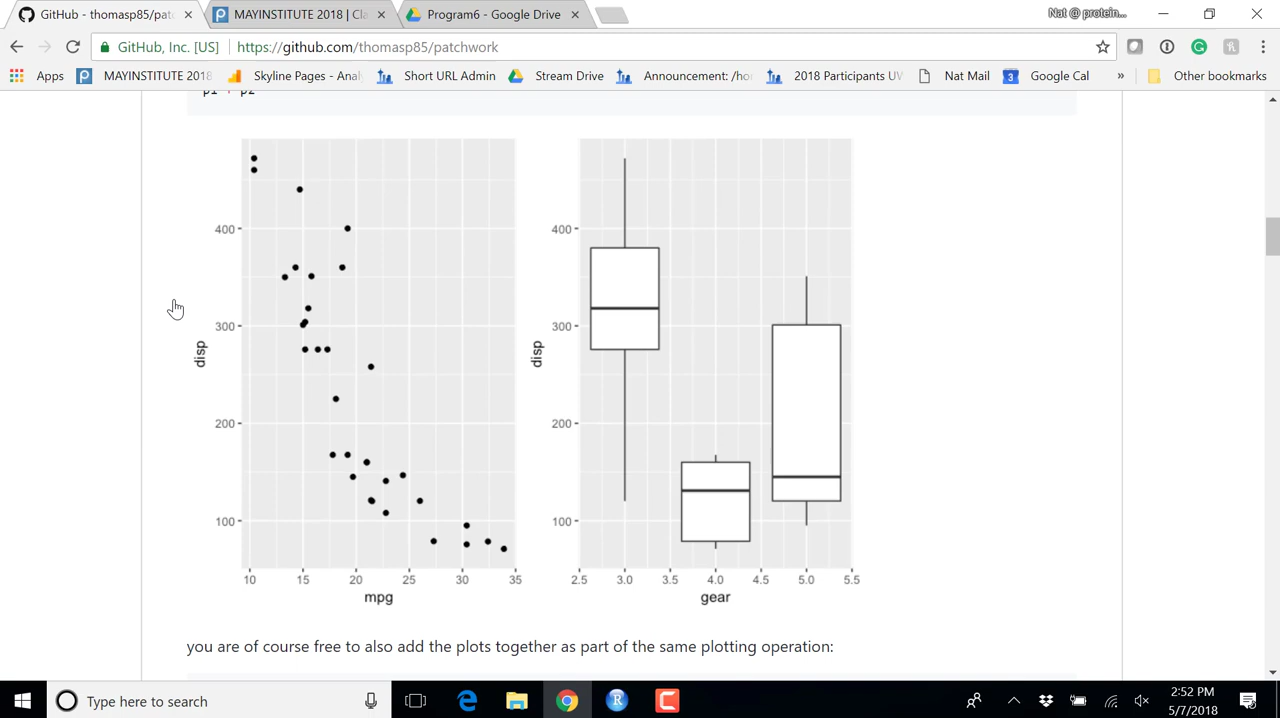 GitHub - thomasp85/patc
MAYINSTITUTE 2018 | Cla
Program6 - Google Drive
Nat @ protein...
GitHub, Inc. [US]
https://github.com/thomasp85/patchwork
Apps
MAYINSTITUTE 2018
Skyline Pages - Anal
Short URL Admin
Stream Drive
Announcement: /ho
2018 Participants UV
Nat Mail
3
Google Cal
»
Other bookmarks
p1 + p2
400
300
200
100
disp
10 15 20 25 30 35
mpg
400
300
200
100
disp
2.5 3.0 3.5 4.0 4.5 5.0 5.5
gear
you are of course free to also add the plots together as part of the same plotting operation:
Type here to search
R
2:52 PM
5/7/2018